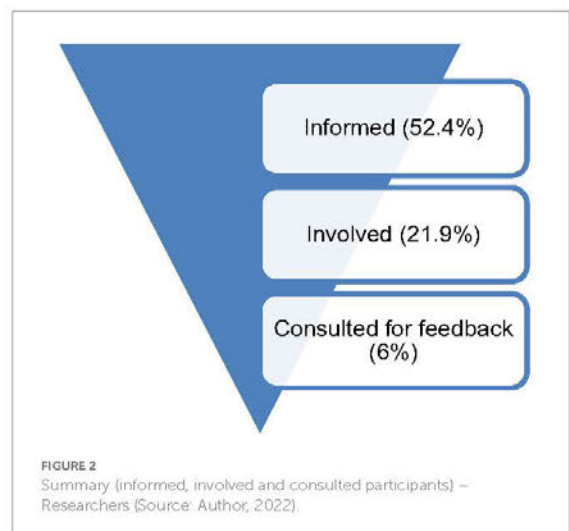 Informed (52.4%)
Involved (21.9%)
Consulted for feedback
(6%)
FIGURE 2
Summary (informed, involved and consulted participants) –
Researchers (Source: Author, 2022).